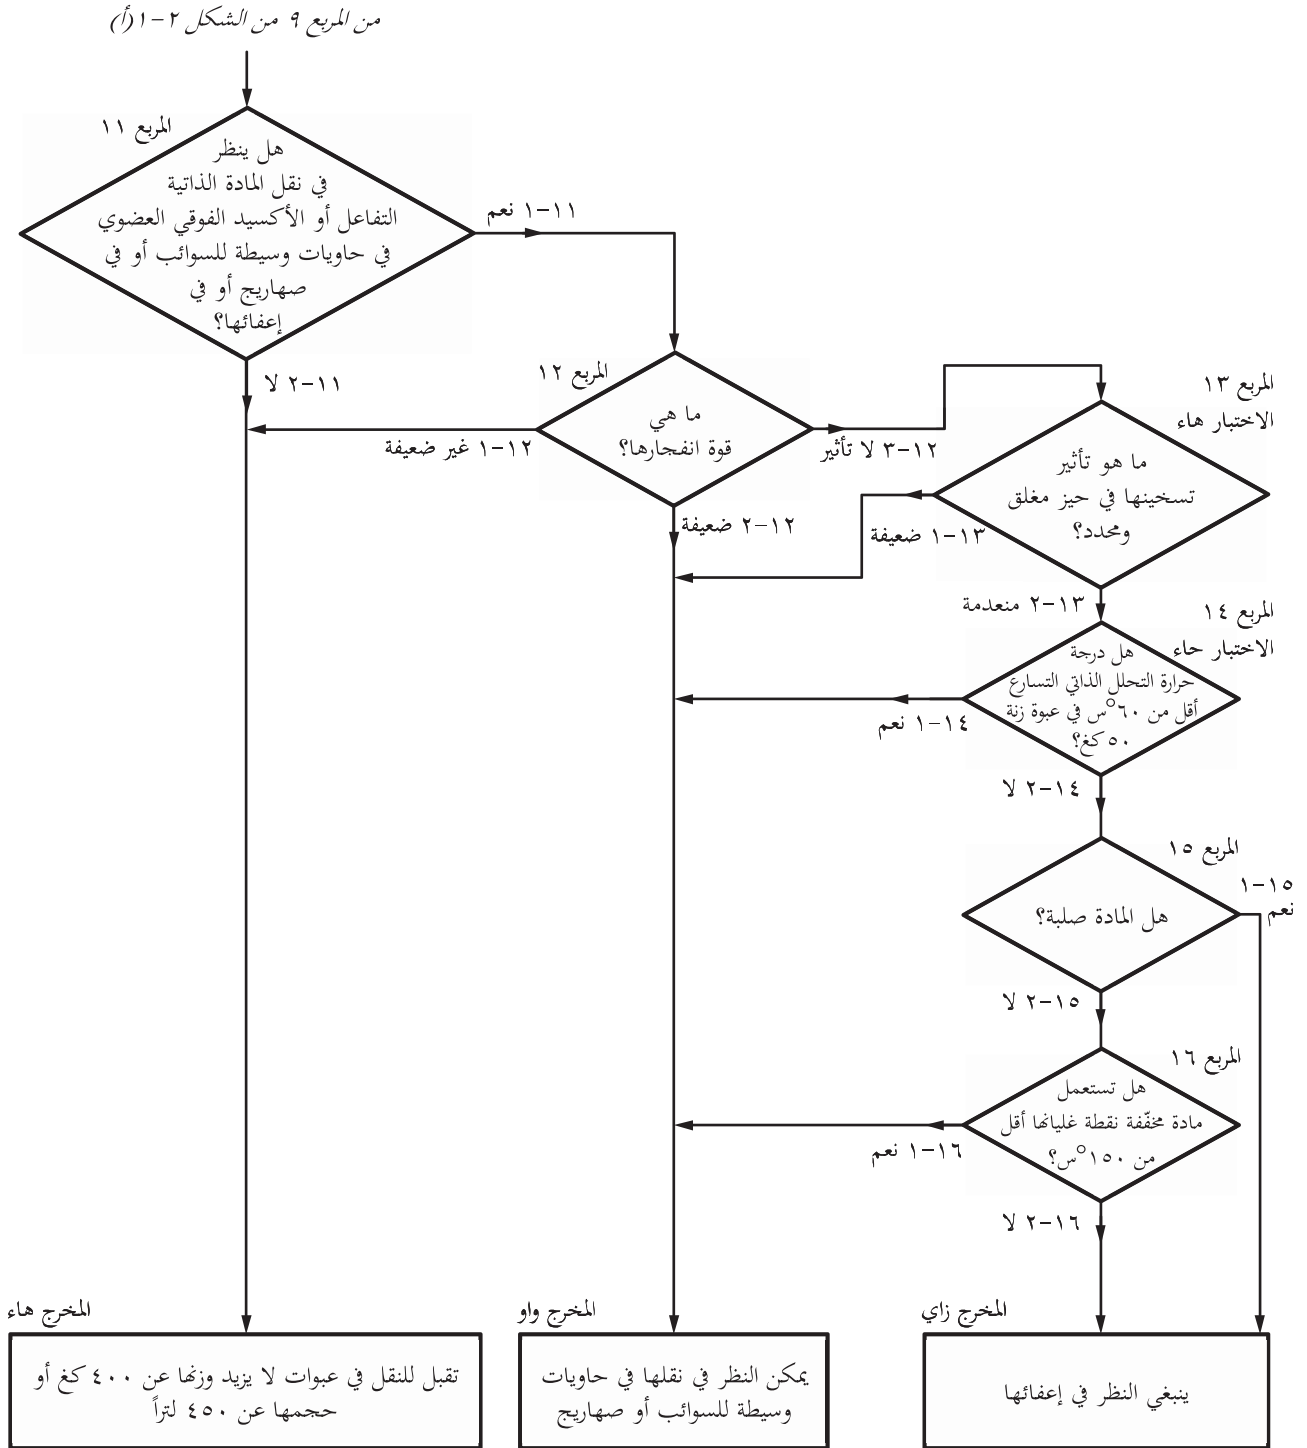 من المربع ٩ من الشكل ٢-١(أ)
المربع ١١
هل ينظر
في نقل المادة الذاتية
التفاعل أو الأكسيد الفوقي العضوي
في حاويات وسيطة للسوائب أو في
صهاريج أو في
إعفائها؟
١١-١ نعم
١١-٢ لا
المربع ١٢
ما هي
قوة انفجارها؟
١٢-١ غير ضعيفة
١٢-٣ لا تأثير
١٢-٢ ضعيفة
المربع ١٣
الاختبار هاء
ما هو تأثير
تسخينها في حيز مغلق
ومحدد؟
١٣-١ ضعيفة
١٣-٢ منعدمة
المربع ١٤
الاختبار حاء
هل درجة
حرارة التحلل الذاتي التسارع
أقل من ٦٠°س في عبوة زنة
٥٠ كغ؟
١٤-١ نعم
١٤-٢ لا
المربع ١٥
هل المادة صلبة؟
١٥-١
نعم
١٥-٢ لا
المربع ١٦
هل تستعمل
مادة مخفّفة نقطة غليانها أقل
من ١٥٠°س؟
١٦-١ نعم
١٦-٢ لا
المخرج زاي
ينبغي النظر في إعفائها
المخرج واو
يمكن النظر في نقلها في حاويات
وسيطة للسوائب أو صهاريج
المخرج هاء
تقبل للنقل في عبوات لا يزيد وزنها عن ٤٠٠ كغ أو
حجمها عن ٤٥٠ لتراً